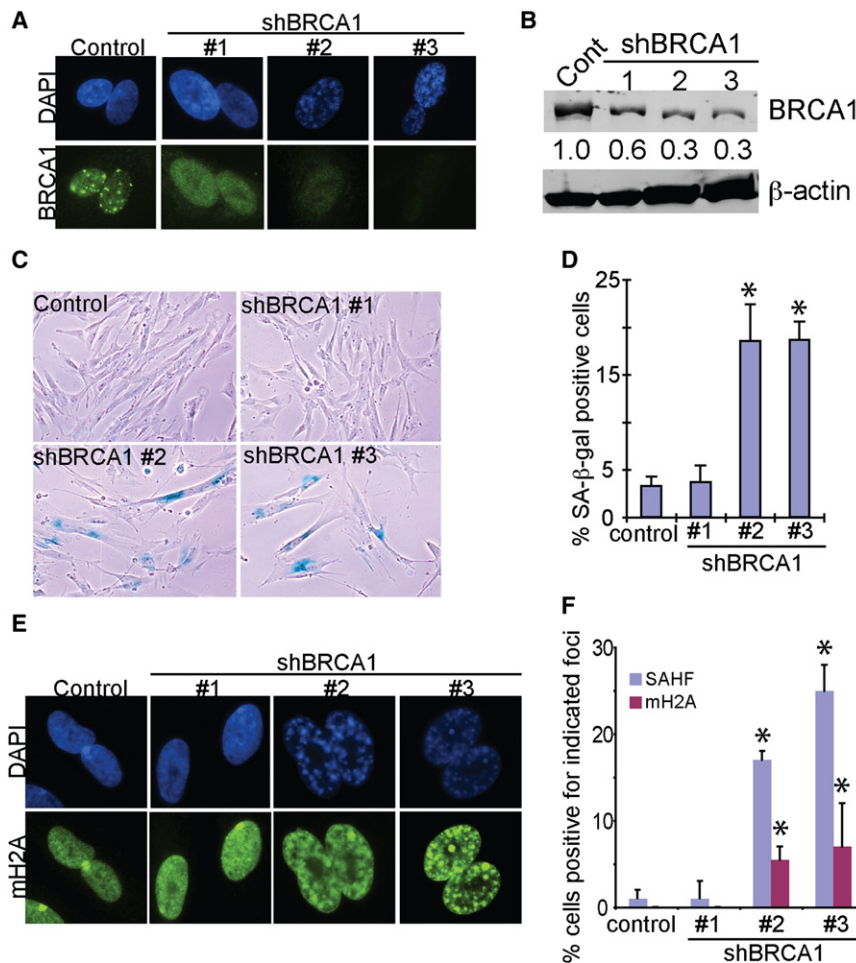 A
shBRCA1
Control #1 #2 #3
DAPI
BRCA1
B
Cont shBRCA1
1 2 3
BRCA1
1.0 0.6 0.3 0.3
β-actin
C
Control
shBRCA1 #1
shBRCA1 #2
shBRCA1 #3
D
% SA-β-gal positive cells
25
15
5
0
*
*
control #1 #2 #3
shBRCA1
E
shBRCA1
Control #1 #2 #3
DAPI
mH2A
F
% cells positive for indicated foci
30
20
10
0
SAHF
mH2A
*
*
*
*
control #1 #2 #3
shBRCA1